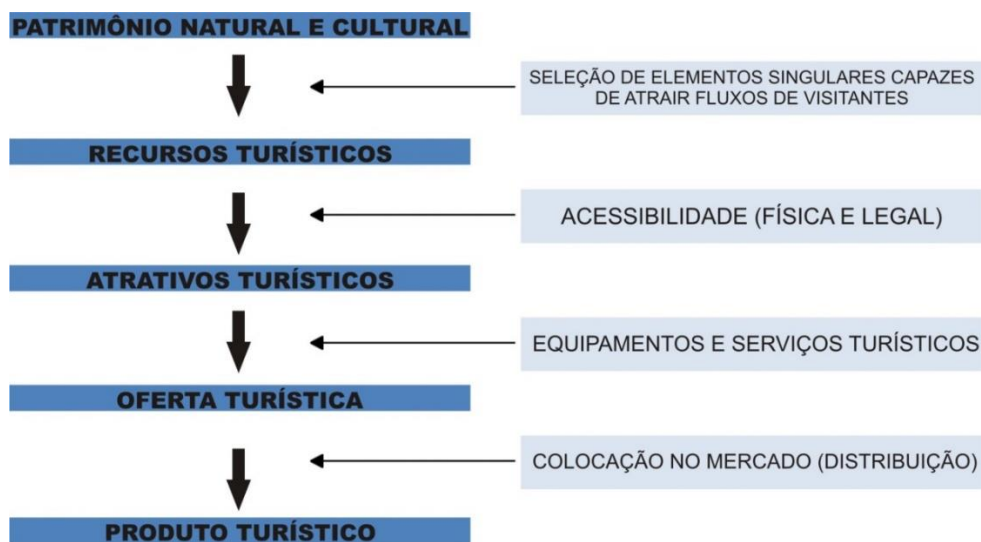 PATRIMÔNIO NATURAL E CULTURAL
SELEÇÃO DE ELEMENTOS SINGULARES CAPAZES
DE ATRAIR FLUXOS DE VISITANTES
RECURSOS TURÍSTICOS
ACESSIBILIDADE (FÍSICA E LEGAL)
ATRATIVOS TURÍSTICOS
EQUIPAMENTOS E SERVIÇOS TURÍSTICOS
OFERTA TURÍSTICA
COLOCAÇÃO NO MERCADO (DISTRIBUIÇÃO)
PRODUTO TURÍSTICO